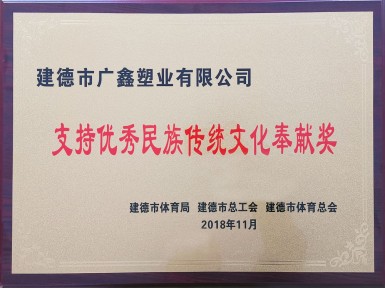 建德市广鑫塑业有限公司
支持优秀民族传统文化奉献奖
建德市体育局 建德市总工会 建德市体育总会
2018年11月